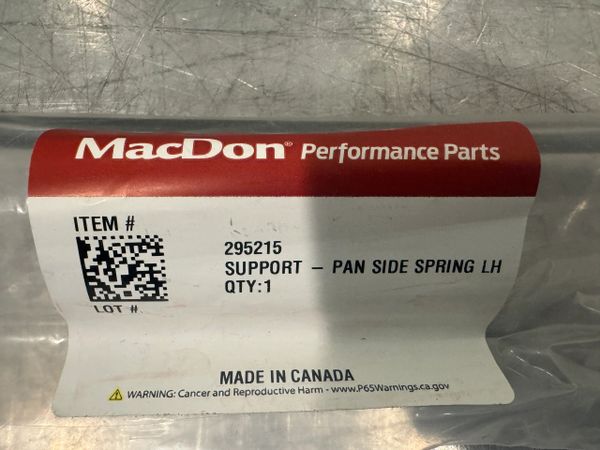 MacDon® Performance Parts
ITEM #
295215
SUPPORT – PAN SIDE SPRING LH
QTY:1
LOT #
MADE IN CANADA
⚠ WARNING: Cancer and Reproductive Harm - www.P65Warnings.ca.gov